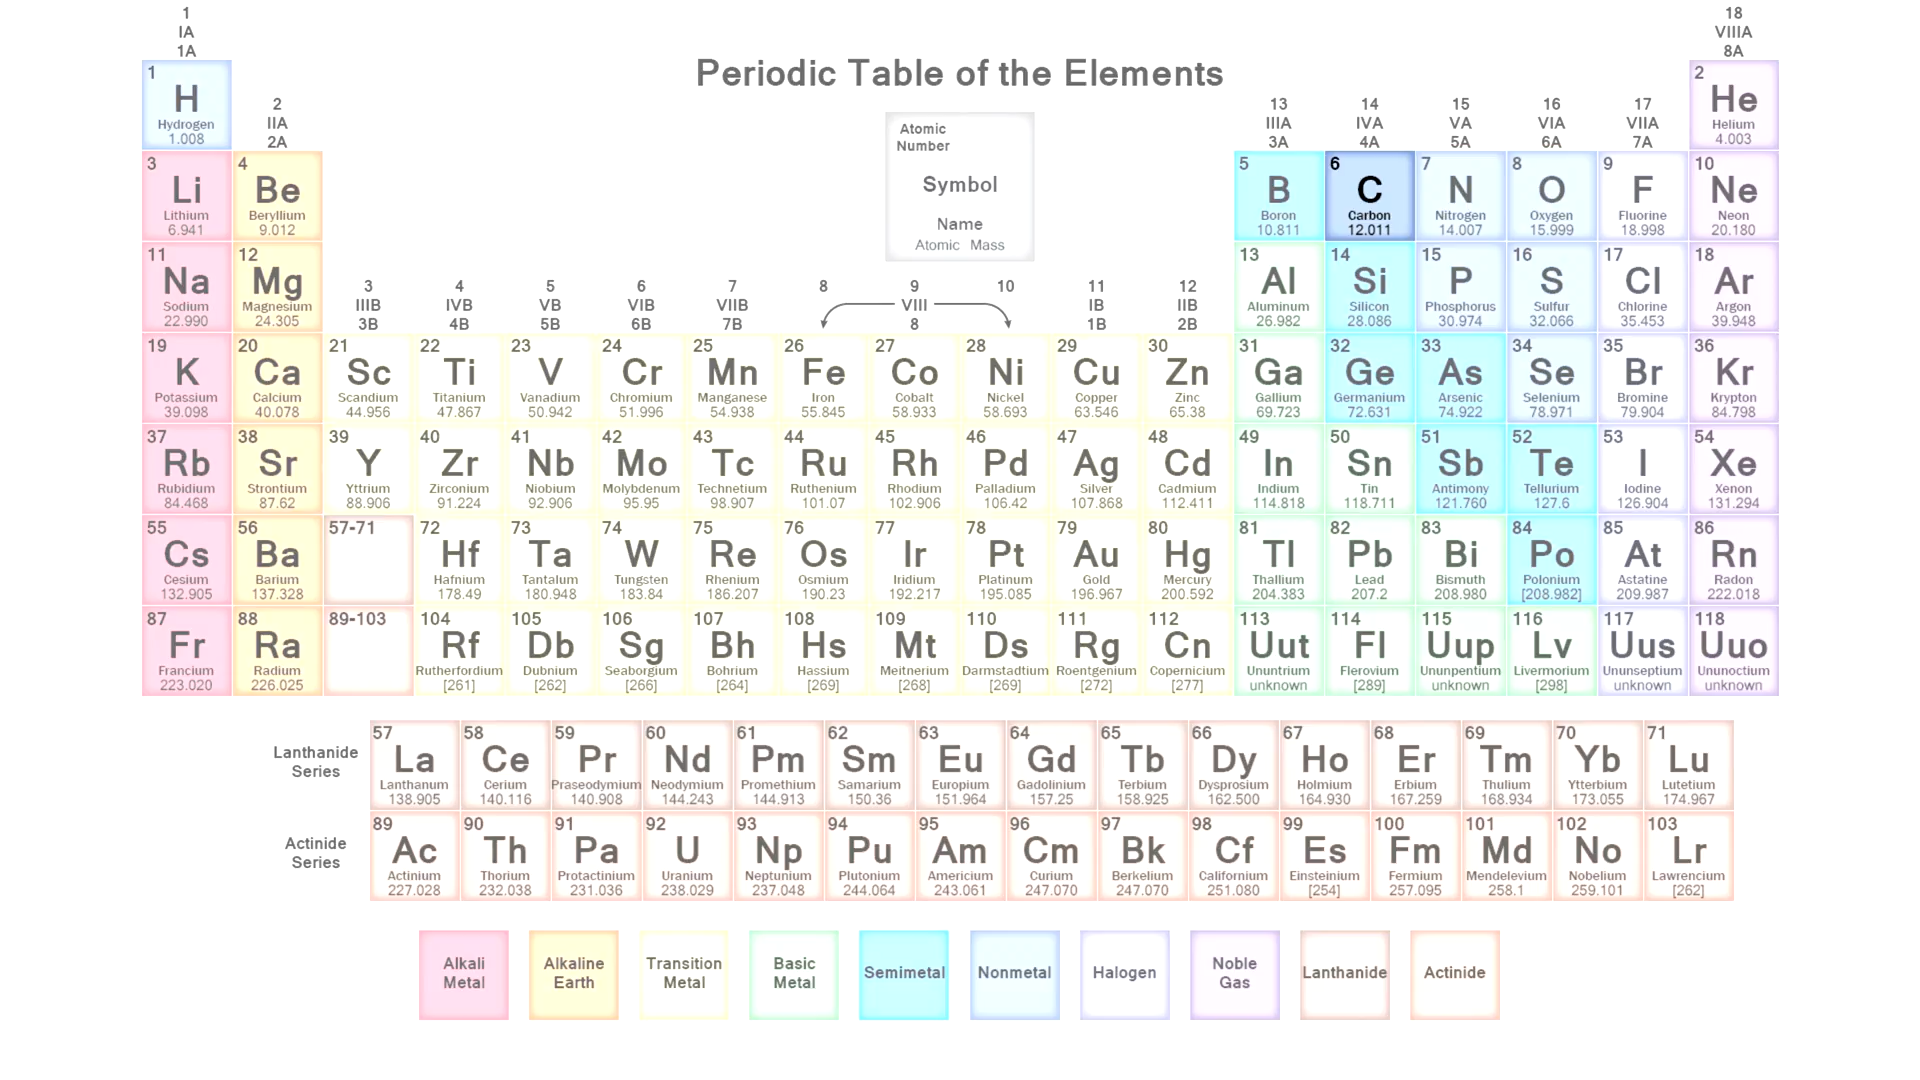 1 18
IA VIIIA
1A 8A
Periodic Table of the Elements
1 2
H He
Hydrogen Helium
1.008 4.003
2 13 14 15 16 17
IIA IIIA IVA VA VIA VIIA
2A 3A 4A 5A 6A 7A
Atomic
Number
Symbol
Name
Atomic Mass
3 4 5 6 7 8 9 10
Li Be B C N O F Ne
Lithium Beryllium Boron Carbon Nitrogen Oxygen Fluorine Neon
6.941 9.012 10.811 12.011 14.007 15.999 18.998 20.180
11 12 13 14 15 16 17 18
Na Mg Al Si P S Cl Ar
Sodium Magnesium Aluminum Silicon Phosphorus Sulfur Chlorine Argon
22.990 24.305 26.982 28.086 30.974 32.066 35.453 39.948
3 4 5 6 7 8 9 10 11 12
IIIB IVB VB VIB VIIB VIII IB IIB
3B 4B 5B 6B 7B 8 1B 2B
19 20 21 22 23 24 25 26 27 28 29 30 31 32 33 34 35 36
K Ca Sc Ti V Cr Mn Fe Co Ni Cu Zn Ga Ge As Se Br Kr
Potassium Calcium Scandium Titanium Vanadium Chromium Manganese Iron Cobalt Nickel Copper Zinc Gallium Germanium Arsenic Selenium Bromine Krypton
39.098 40.078 44.956 47.867 50.942 51.996 54.938 55.845 58.933 58.693 63.546 65.38 69.723 72.631 74.922 78.971 79.904 84.798
37 38 39 40 41 42 43 44 45 46 47 48 49 50 51 52 53 54
Rb Sr Y Zr Nb Mo Tc Ru Rh Pd Ag Cd In Sn Sb Te I Xe
Rubidium Strontium Yttrium Zirconium Niobium Molybdenum Technetium Ruthenium Rhodium Palladium Silver Cadmium Indium Tin Antimony Tellurium Iodine Xenon
84.468 87.62 88.906 91.224 92.906 95.95 98.907 101.07 102.906 106.42 107.868 112.411 114.818 118.711 121.760 127.6 126.904 131.294
55 56 57-71 72 73 74 75 76 77 78 79 80 81 82 83 84 85 86
Cs Ba Hf Ta W Re Os Ir Pt Au Hg Tl Pb Bi Po At Rn
Cesium Barium Hafnium Tantalum Tungsten Rhenium Osmium Iridium Platinum Gold Mercury Thallium Lead Bismuth Polonium Astatine Radon
132.905 137.328 178.49 180.948 183.84 186.207 190.23 192.217 195.085 196.967 200.592 204.383 207.2 208.980 [208.982] 209.987 222.018
87 88 89-103 104 105 106 107 108 109 110 111 112 113 114 115 116 117 118
Fr Ra Rf Db Sg Bh Hs Mt Ds Rg Cn Uut Fl Uup Lv Uus Uuo
Francium Radium Rutherfordium Dubnium Seaborgium Bohrium Hassium Meitnerium Darmstadtium Roentgenium Copernicium Ununtrium Flerovium Ununpentium Livermorium Ununseptium Ununoctium
223.020 226.025 [261] [262] [266] [264] [269] [268] [269] [272] [277] unknown [289] unknown [298] unknown unknown
Lanthanide
Series
57 58 59 60 61 62 63 64 65 66 67 68 69 70 71
La Ce Pr Nd Pm Sm Eu Gd Tb Dy Ho Er Tm Yb Lu
Lanthanum Cerium Praseodymium Neodymium Promethium Samarium Europium Gadolinium Terbium Dysprosium Holmium Erbium Thulium Ytterbium Lutetium
138.905 140.116 140.908 144.243 144.913 150.36 151.964 157.25 158.925 162.500 164.930 167.259 168.934 173.055 174.967
Actinide
Series
89 90 91 92 93 94 95 96 97 98 99 100 101 102 103
Ac Th Pa U Np Pu Am Cm Bk Cf Es Fm Md No Lr
Actinium Thorium Protactinium Uranium Neptunium Plutonium Americium Curium Berkelium Californium Einsteinium Fermium Mendelevium Nobelium Lawrencium
227.028 232.038 231.036 238.029 237.048 244.064 243.061 247.070 247.070 251.080 [254] 257.095 258.1 259.101 [262]
Alkali Alkaline Transition Basic Semimetal Nonmetal Halogen Noble Lanthanide Actinide
Metal Earth Metal Metal Gas